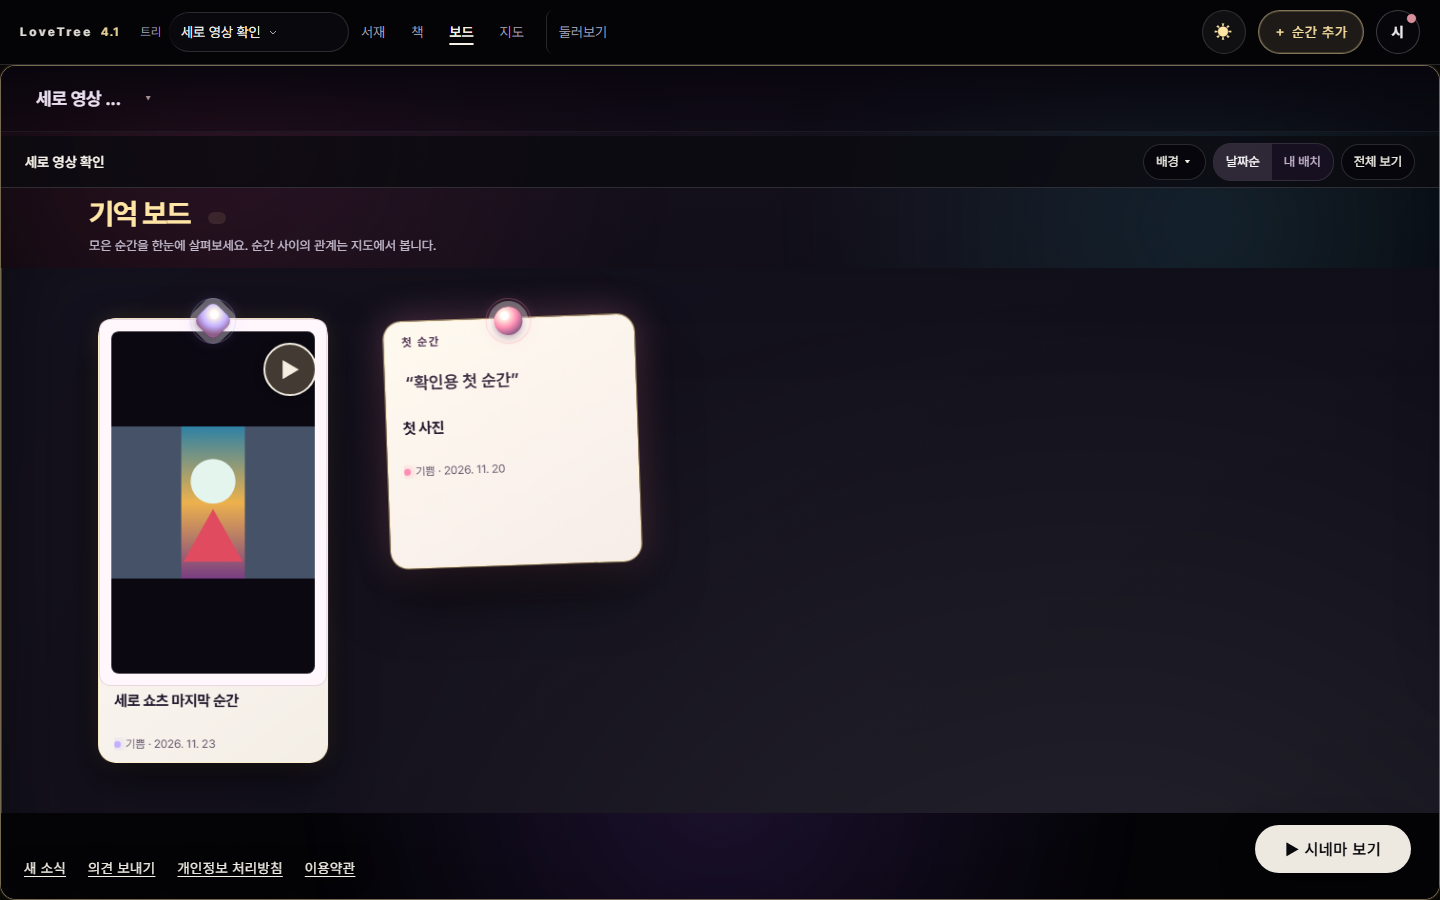 LoveTree 4.1 트리 세로 영상 확인 서재 책 보드 지도 둘러보기 + 순간 추가 시
세로 영상 ...
세로 영상 확인 배경 날짜순 내 배치 전체 보기
기억 보드
모은 순간을 한눈에 살펴보세요. 순간 사이의 관계는 지도에서 봅니다.
세로 쇼츠 마지막 순간
기쁨 · 2026. 11. 23
첫 순간
“확인용 첫 순간”
첫 사진
기쁨 · 2026. 11. 20
새 소식 의견 보내기 개인정보 처리방침 이용약관
▶ 시네마 보기